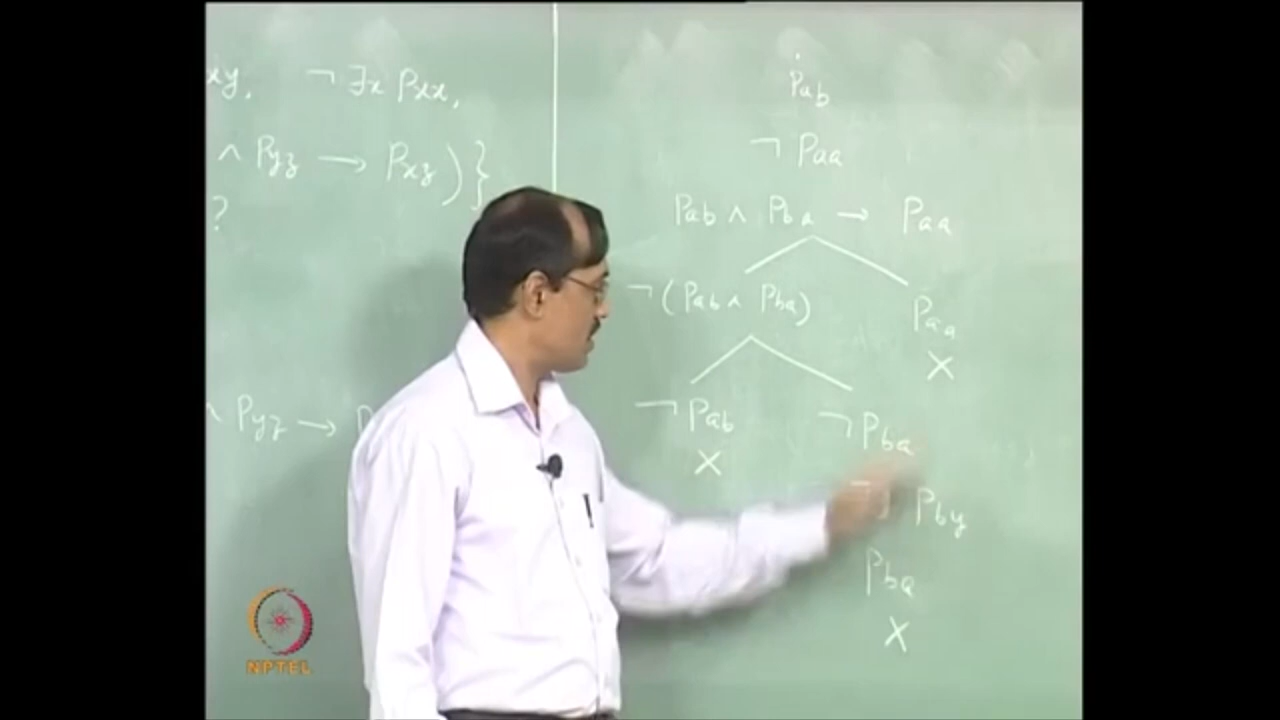 xy, ¬∃x Pxx,
∧ Pyz → Pxz)}
?
∧ Pyz →
Pab
¬Paa
Pab ∧ Pba → Paa
¬(Pab ∧ Pba) Paa
X
¬Pab ¬Pba
X
Pby
Pba
X
NPTEL